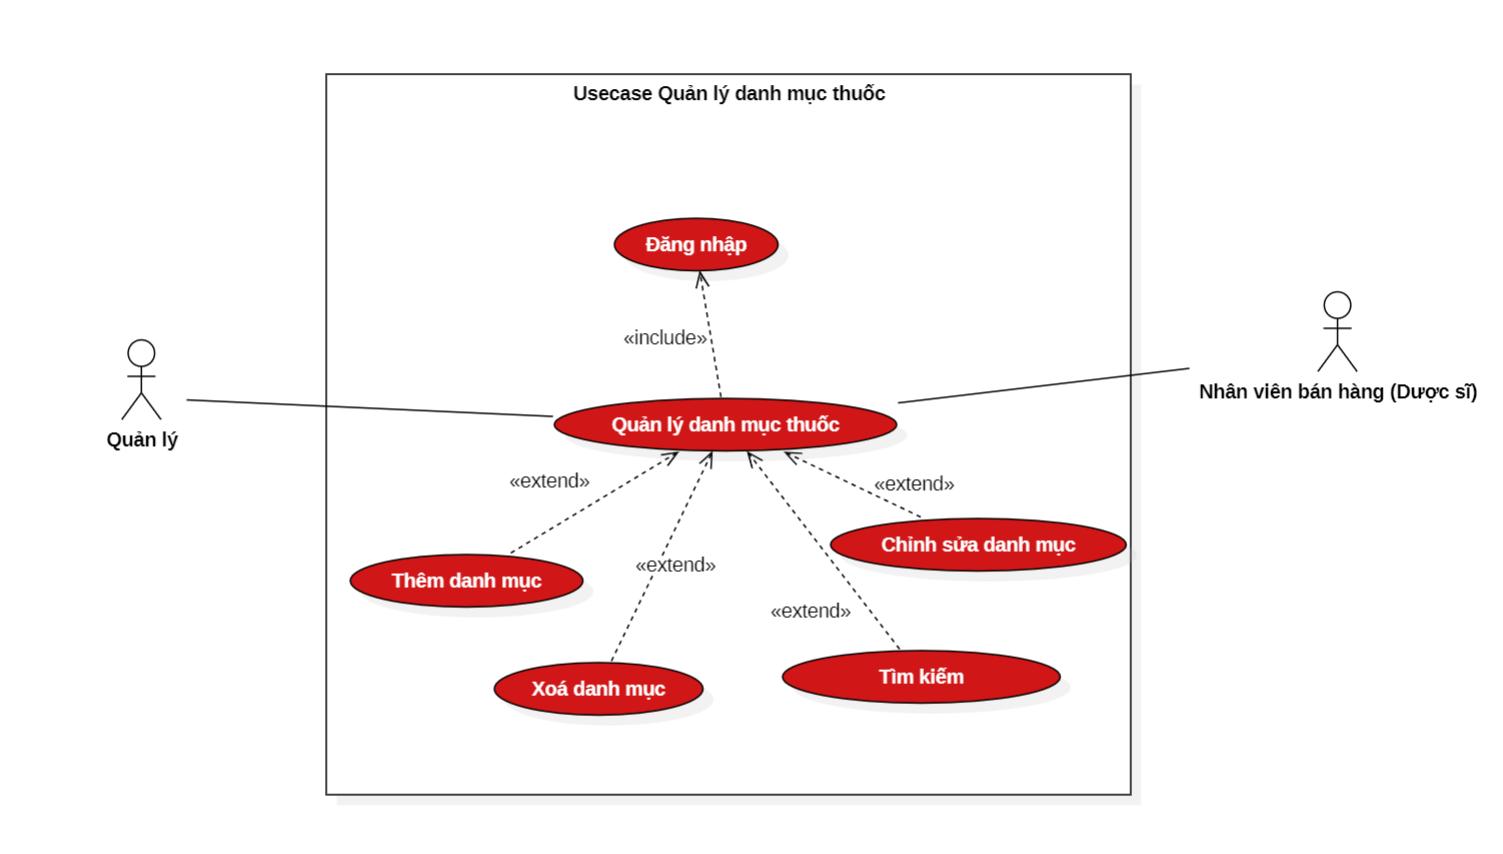 Usecase Quản lý danh mục thuốc
Đăng nhập
«include»
Quản lý
Nhân viên bán hàng (Dược sĩ)
Quản lý danh mục thuốc
«extend»
«extend»
«extend»
«extend»
Chỉnh sửa danh mục
Thêm danh mục
Tìm kiếm
Xoá danh mục